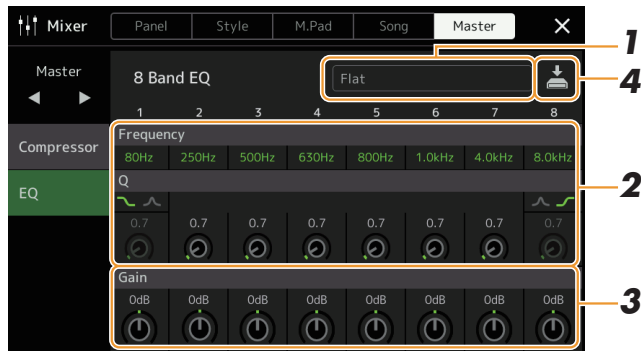 Mixer Panel Style M.Pad Song Master
1
Master 8 Band EQ Flat
4
1 2 3 4 5 6 7 8
Compressor
EQ
Frequency
80Hz 250Hz 500Hz 630Hz 800Hz 1.0kHz 4.0kHz 8.0kHz
Q
2
0.7 0.7 0.7 0.7 0.7 0.7 0.7 0.7
Gain
3
0dB 0dB 0dB 0dB 0dB 0dB 0dB 0dB